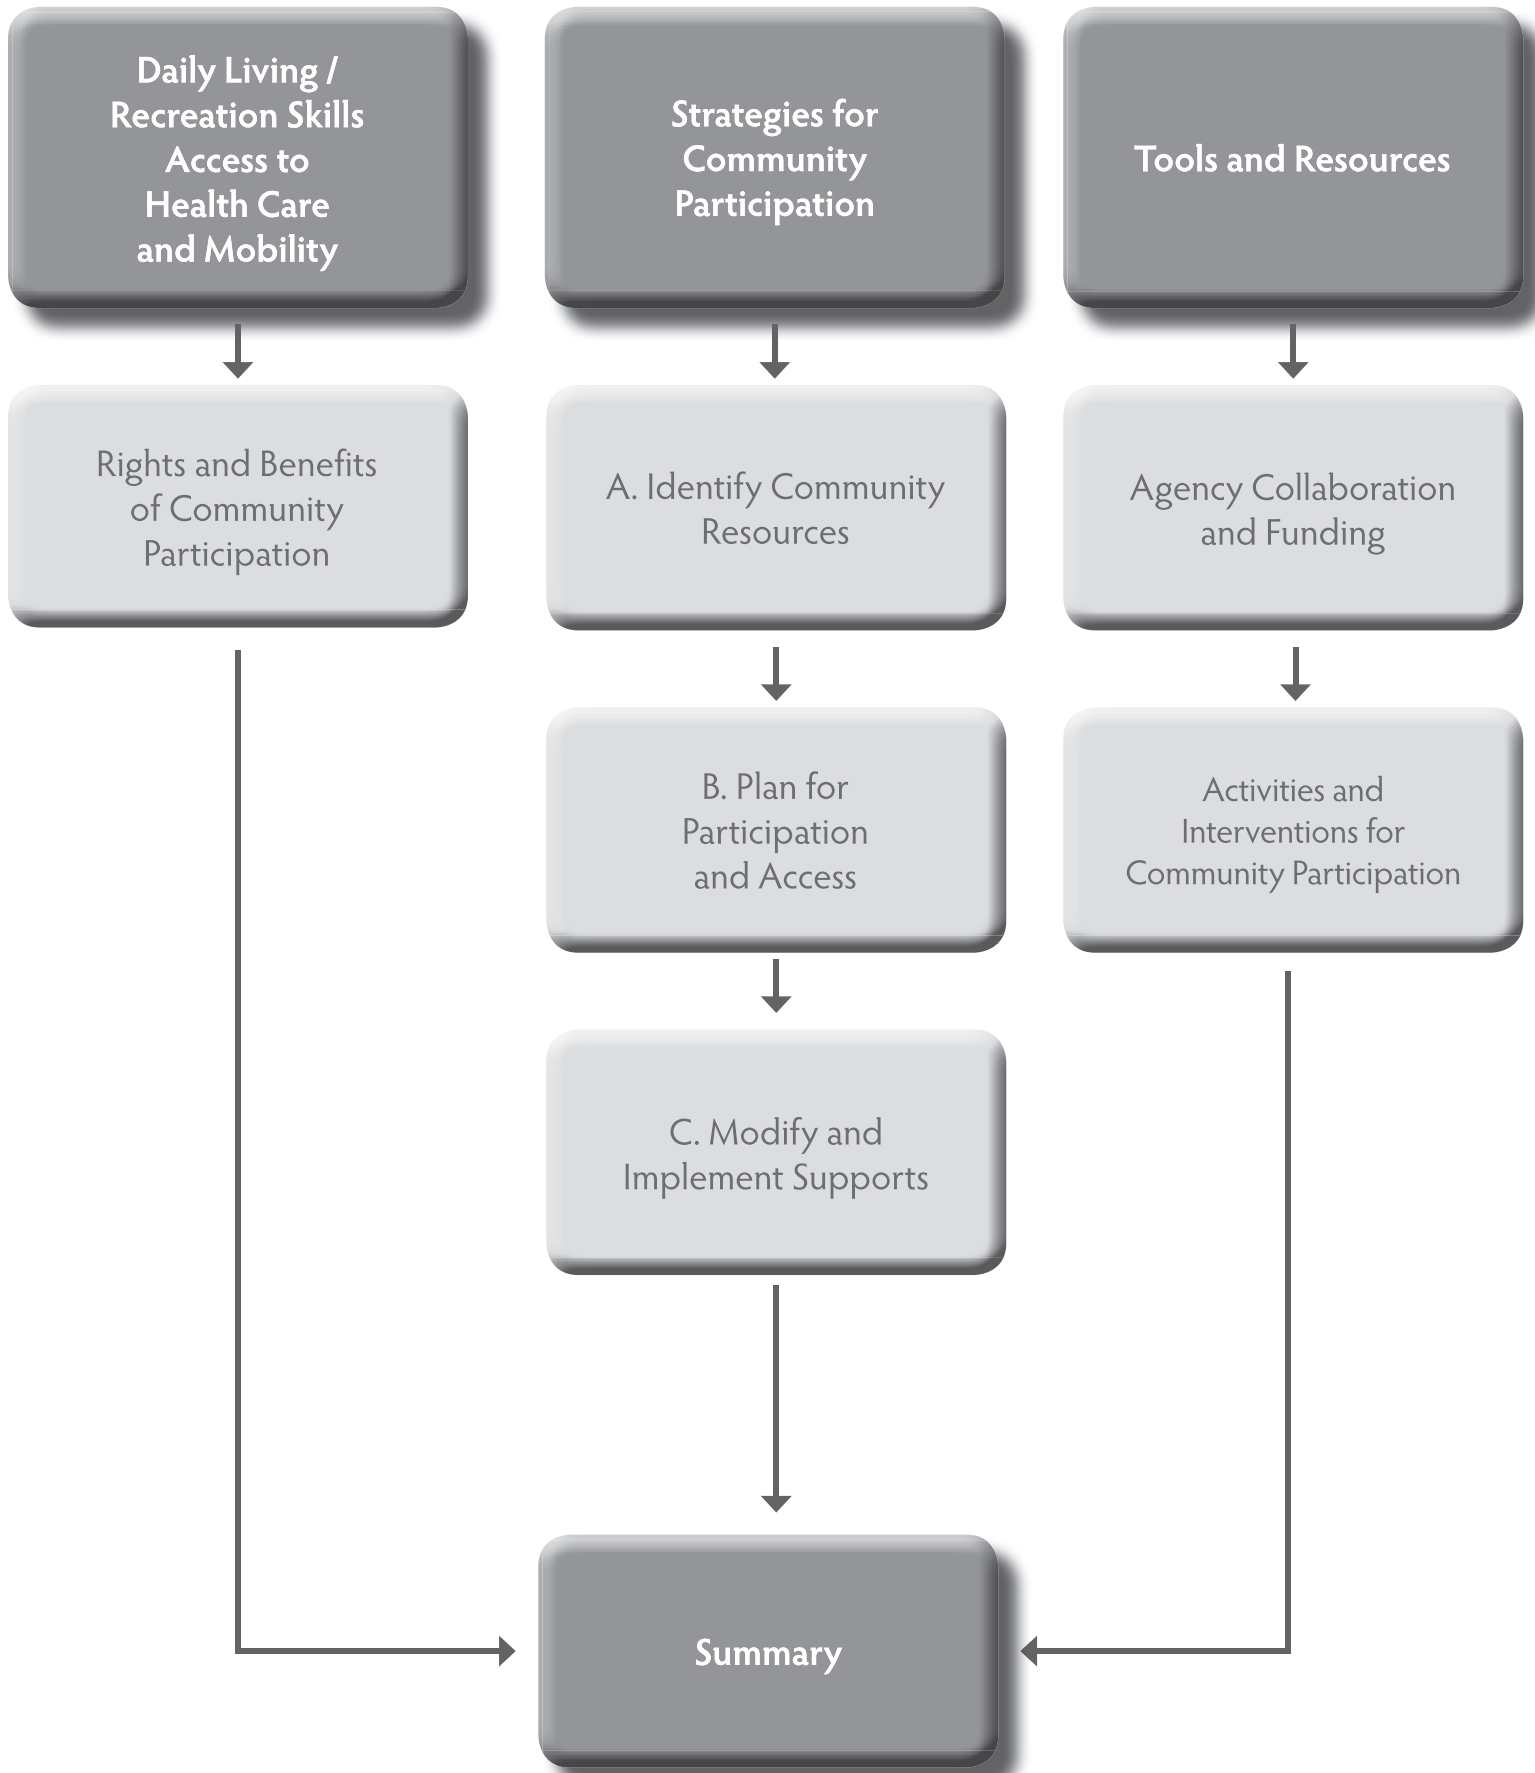 Daily Living /
Recreation Skills
Access to
Health Care
and Mobility
Strategies for
Community
Participation
Tools and Resources
Rights and Benefits
of Community
Participation
A. Identify Community
Resources
Agency Collaboration
and Funding
B. Plan for
Participation
and Access
Activities and
Interventions for
Community Participation
C. Modify and
Implement Supports
Summary